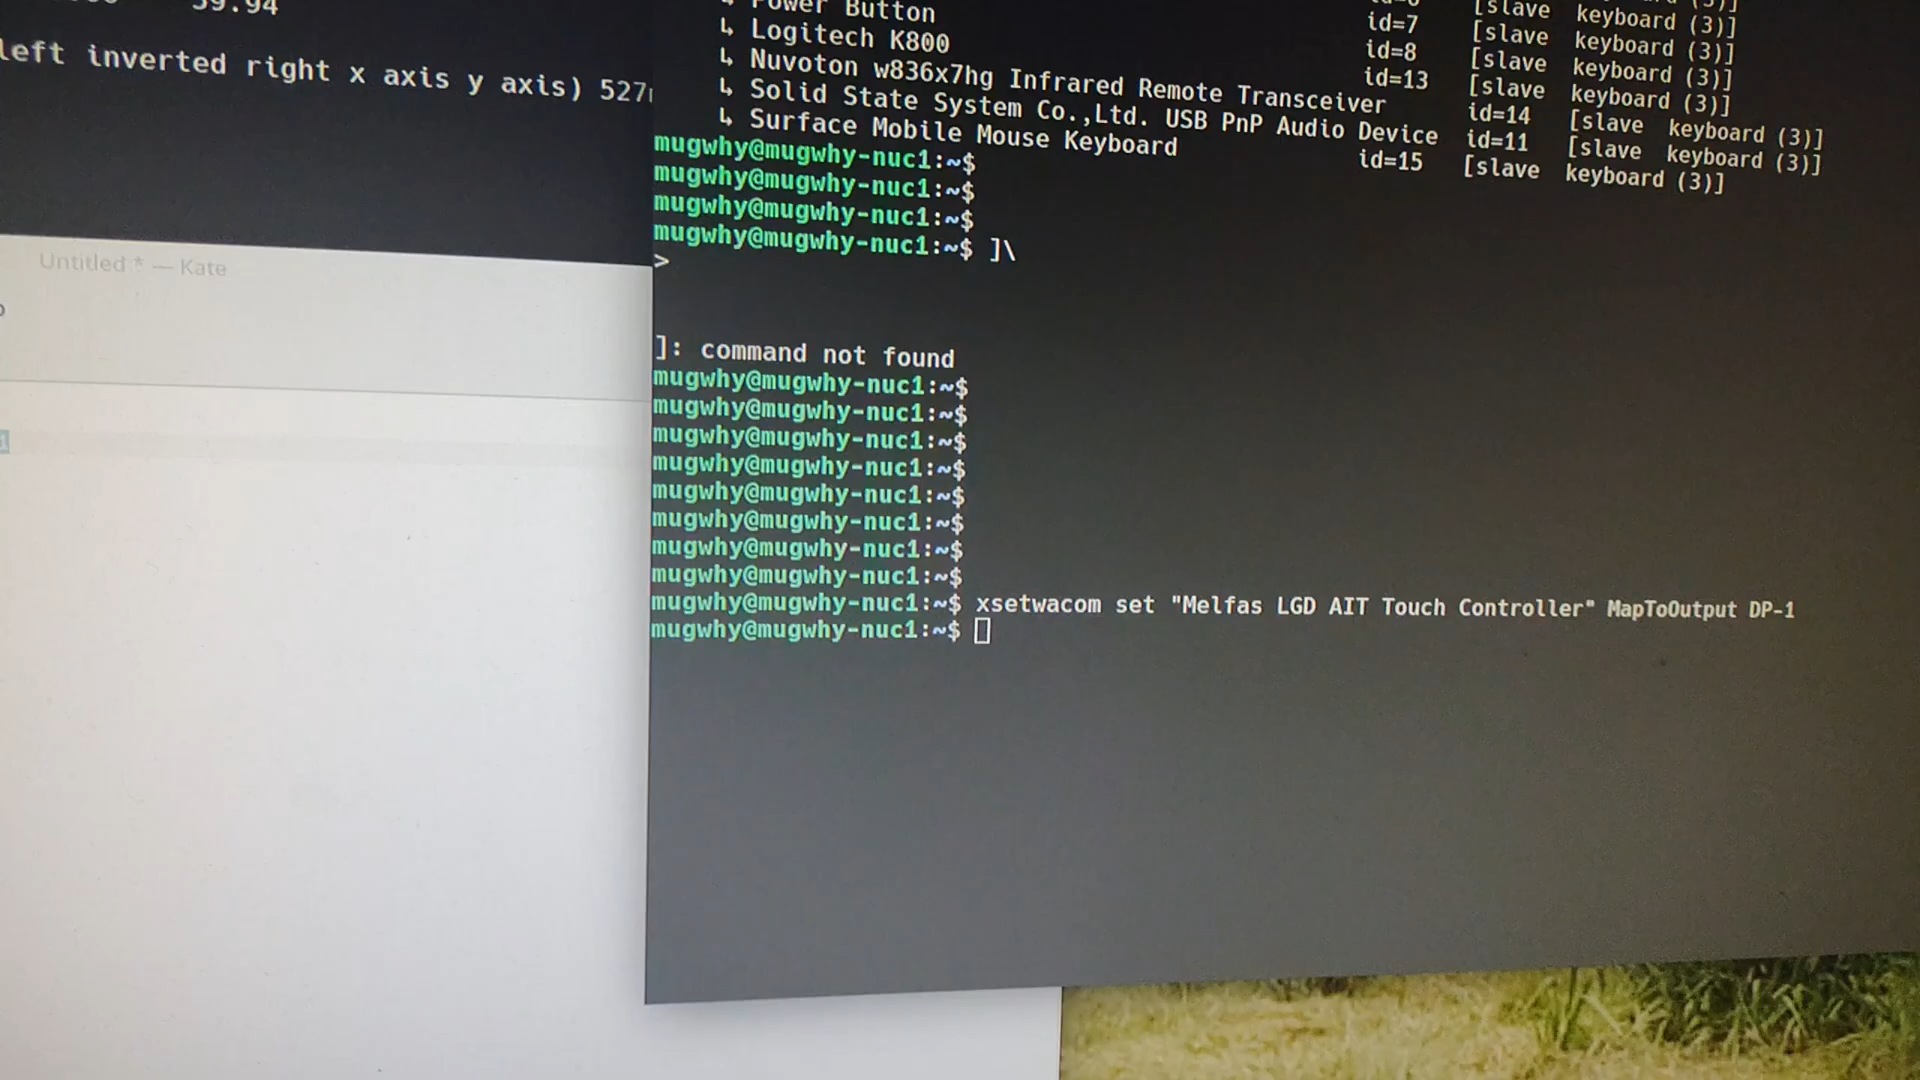 59.94
left inverted right x axis y axis) 527
Untitled * — Kate
↳ Power Button
↳ Logitech K800 id=7 [slave keyboard (3)]
↳ Nuvoton w836x7hg Infrared Remote Transceiver id=8 [slave keyboard (3)]
↳ Solid State System Co.,Ltd. USB PnP Audio Device id=13 [slave keyboard (3)]
↳ Surface Mobile Mouse Keyboard id=14 [slave keyboard (3)]
id=11 [slave keyboard (3)]
id=15 [slave keyboard (3)]
mugwhy@mugwhy-nuc1:~$
mugwhy@mugwhy-nuc1:~$
mugwhy@mugwhy-nuc1:~$
mugwhy@mugwhy-nuc1:~$ ]\
>
]: command not found
mugwhy@mugwhy-nuc1:~$
mugwhy@mugwhy-nuc1:~$
mugwhy@mugwhy-nuc1:~$
mugwhy@mugwhy-nuc1:~$
mugwhy@mugwhy-nuc1:~$
mugwhy@mugwhy-nuc1:~$
mugwhy@mugwhy-nuc1:~$
mugwhy@mugwhy-nuc1:~$
mugwhy@mugwhy-nuc1:~$ xsetwacom set "Melfas LGD AIT Touch Controller" MapToOutput DP-1
mugwhy@mugwhy-nuc1:~$